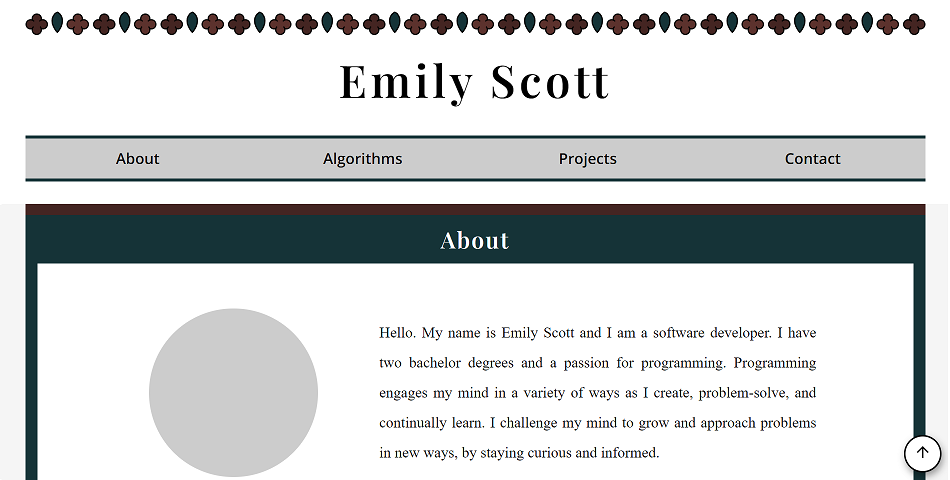 Emily Scott
About Algorithms Projects Contact
About
Hello. My name is Emily Scott and I am a software developer. I have
two bachelor degrees and a passion for programming. Programming
engages my mind in a variety of ways as I create, problem-solve, and
continually learn. I challenge my mind to grow and approach problems
in new ways, by staying curious and informed.